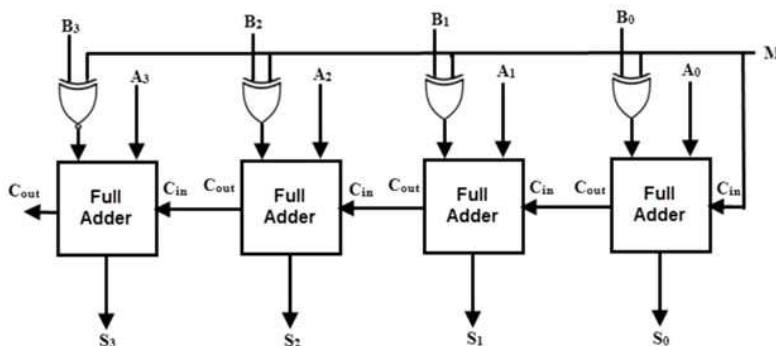 B3 B2 B1 B0
M
A3 A2 A1 A0
Cout Full Adder Cin Cout Full Adder Cin Cout Full Adder Cin Cout Full Adder Cin
S3 S2 S1 S0